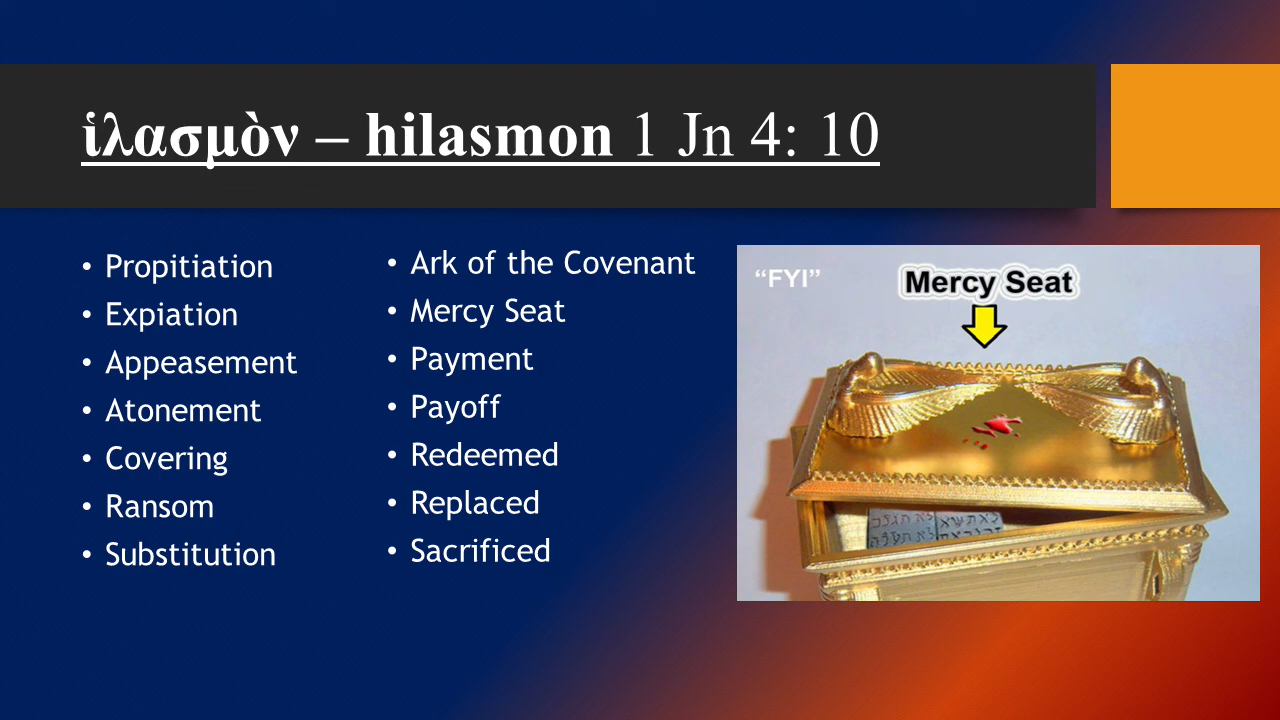 ἱλασμὸν – hilasmon 1 Jn 4: 10
• Propitiation
• Expiation
• Appeasement
• Atonement
• Covering
• Ransom
• Substitution
• Ark of the Covenant
• Mercy Seat
• Payment
• Payoff
• Redeemed
• Replaced
• Sacrificed
“FYI”
Mercy Seat